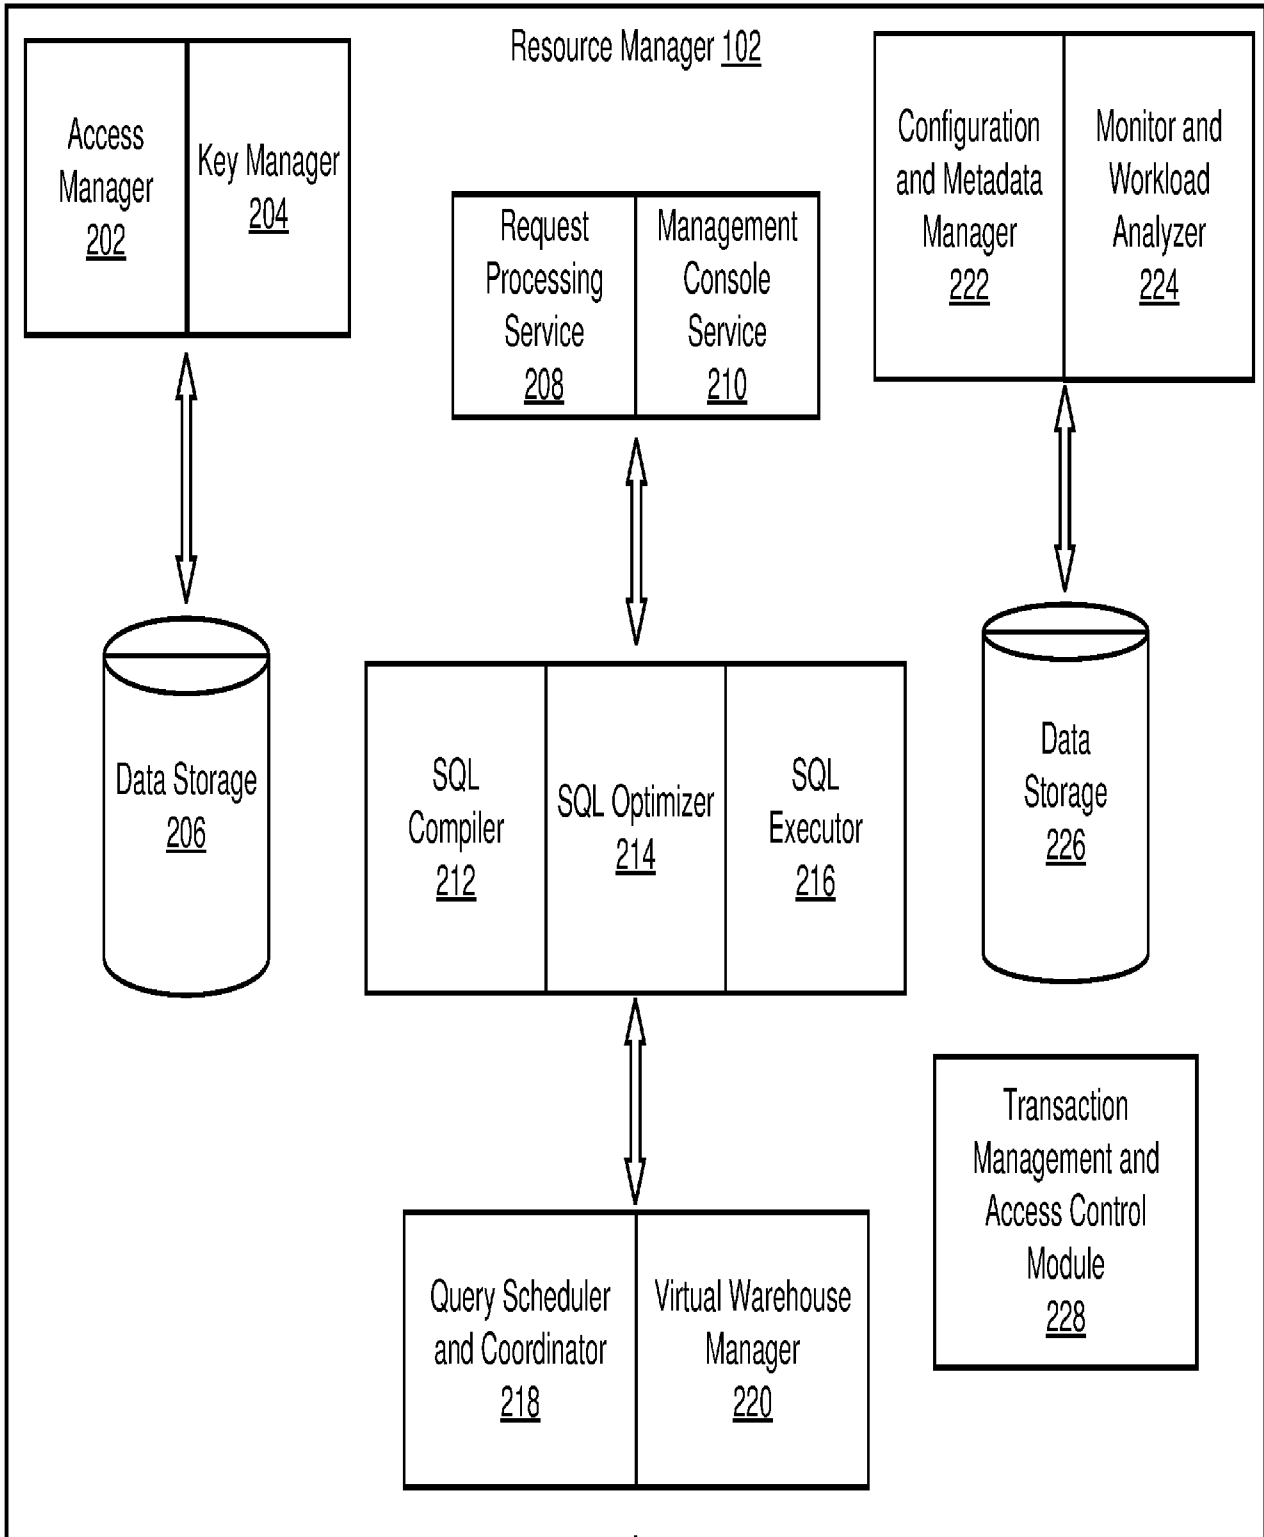 Resource Manager 102
Access
Manager
202
Key Manager
204
Request
Processing
Service
208
Management
Console
Service
210
Configuration
and Metadata
Manager
222
Monitor and
Workload
Analyzer
224
Data Storage
206
SQL
Compiler
212
SQL Optimizer
214
SQL
Executor
216
Data
Storage
226
Transaction
Management and
Access Control
Module
228
Query Scheduler
and Coordinator
218
Virtual Warehouse
Manager
220